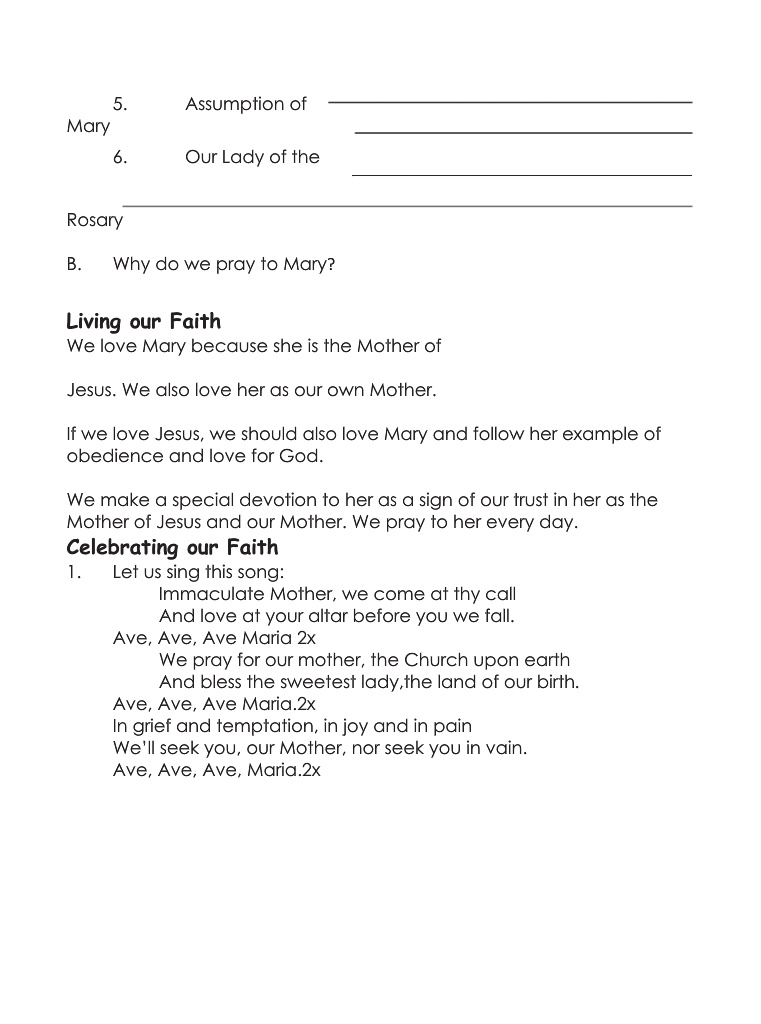 5. Assumption of
Mary
6. Our Lady of the
Rosary
B. Why do we pray to Mary?
Living our Faith
We love Mary because she is the Mother of
Jesus. We also love her as our own Mother.
If we love Jesus, we should also love Mary and follow her example of
obedience and love for God.
We make a special devotion to her as a sign of our trust in her as the
Mother of Jesus and our Mother. We pray to her every day.
Celebrating our Faith
1. Let us sing this song:
Immaculate Mother, we come at thy call
And love at your altar before you we fall.
Ave, Ave, Ave Maria 2x
We pray for our mother, the Church upon earth
And bless the sweetest lady,the land of our birth.
Ave, Ave, Ave Maria.2x
In grief and temptation, in joy and in pain
We'll seek you, our Mother, nor seek you in vain.
Ave, Ave, Ave, Maria.2x